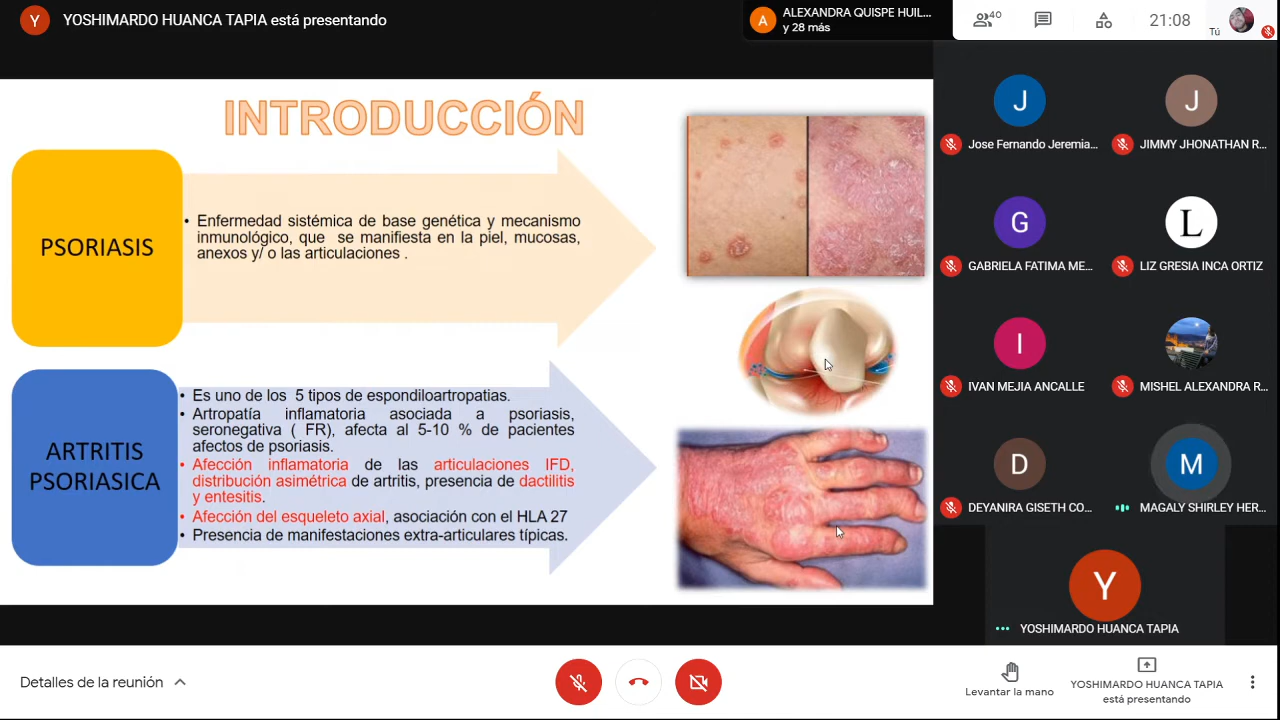 Y YOSHIMARDO HUANCA TAPIA está presentando
A ALEXANDRA QUISPE HUIL...
y 28 más
40
21:08
Tú
INTRODUCCIÓN
PSORIASIS
• Enfermedad sistémica de base genética y mecanismo
inmunológico, que se manifiesta en la piel, mucosas,
anexos y/ o las articulaciones .
ARTRITIS
PSORIASICA
• Es uno de los 5 tipos de espondiloartropatias.
• Artropatía inflamatoria asociada a psoriasis,
seronegativa ( FR), afecta al 5-10 % de pacientes
afectos de psoriasis.
• Afección inflamatoria de las articulaciones IFD,
distribución asimétrica de artritis, presencia de dactilitis
y entesitis.
• Afección del esqueleto axial, asociación con el HLA 27
• Presencia de manifestaciones extra-articulares típicas.
J
Jose Fernando Jeremia...
J
JIMMY JHONATHAN R...
G
GABRIELA FATIMA ME...
L
LIZ GRESIA INCA ORTIZ
I
IVAN MEJIA ANCALLE
MISHEL ALEXANDRA R...
D
DEYANIRA GISETH CO...
M
MAGALY SHIRLEY HER...
Y
YOSHIMARDO HUANCA TAPIA
Detalles de la reunión
Levantar la mano
YOSHIMARDO HUANCA TAPIA
está presentando